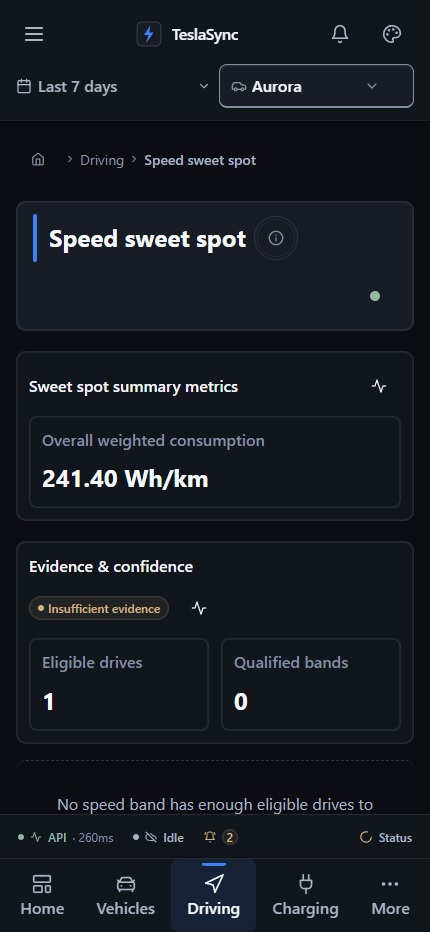 TeslaSync
Last 7 days
Aurora
Driving
Speed sweet spot
Speed sweet spot
Sweet spot summary metrics
Overall weighted consumption
241.40 Wh/km
Evidence & confidence
Insufficient evidence
Eligible drives
Qualified bands
1
0
No speed band has enough eligible drives to
API · 260ms
Idle
2
Status
Home
Vehicles
Driving
Charging
More